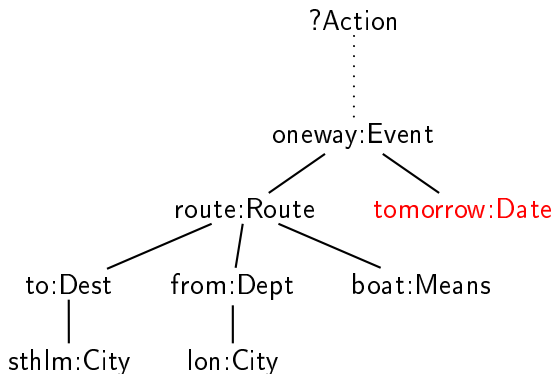 ?Action
oneway:Event
route:Route tomorrow:Date
to:Dest from:Dept boat:Means
sthlm:City lon:City